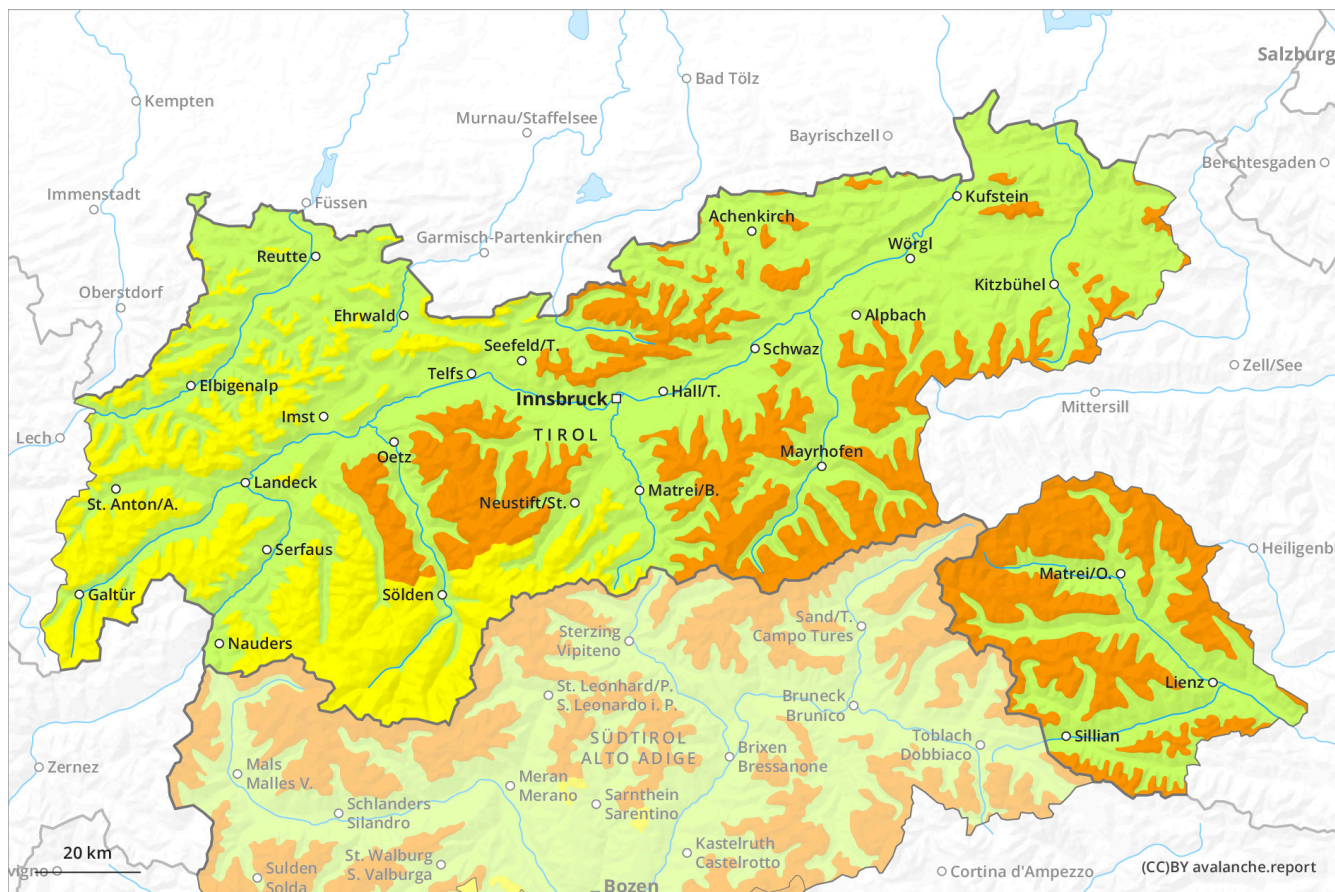 Salzburg
Bad Tölz
Kempten
Murnau/Staffelsee
Bayrischzell
Berchtesgaden
Immenstadt
Füssen
Kufstein
Achenkirch
Garmisch-Partenkirchen
Wörgl
Reutte
Kitzbühel
Oberstdorf
Ehrwald
Alpbach
Seefeld/T.
Schwaz
Zell/See
Telfs
Elbigenalp
Hall/T.
Innsbruck
Mittersill
Imst
Lech
TIROL
Oetz
Mayrhofen
Landeck
Matrei/B.
St. Anton/A.
Neustift/St.
Serfaus
Heiligenb
Matrei/O.
Galtür
Sölden
Sand/T.
Campo Tures
Sterzing
Vipiteno
Nauders
Lienz
St. Leonhard/P.
S. Leonardo i. P.
Bruneck
Brunico
Sillian
SÜDTIROL
ALTO ADIGE
Toblach
Dobbiaco
Brixen
Bressanone
Zernez
Mals
Malles V.
Meran
Merano
Sarnthein
Sarentino
Schlanders
Silandro
Kastelruth
Castelrotto
20 km
St. Walburg
S. Valburga
vigno
Sulden
Solda
Cortina d'Ampezzo
(CC)BY avalanche.report
Bozen